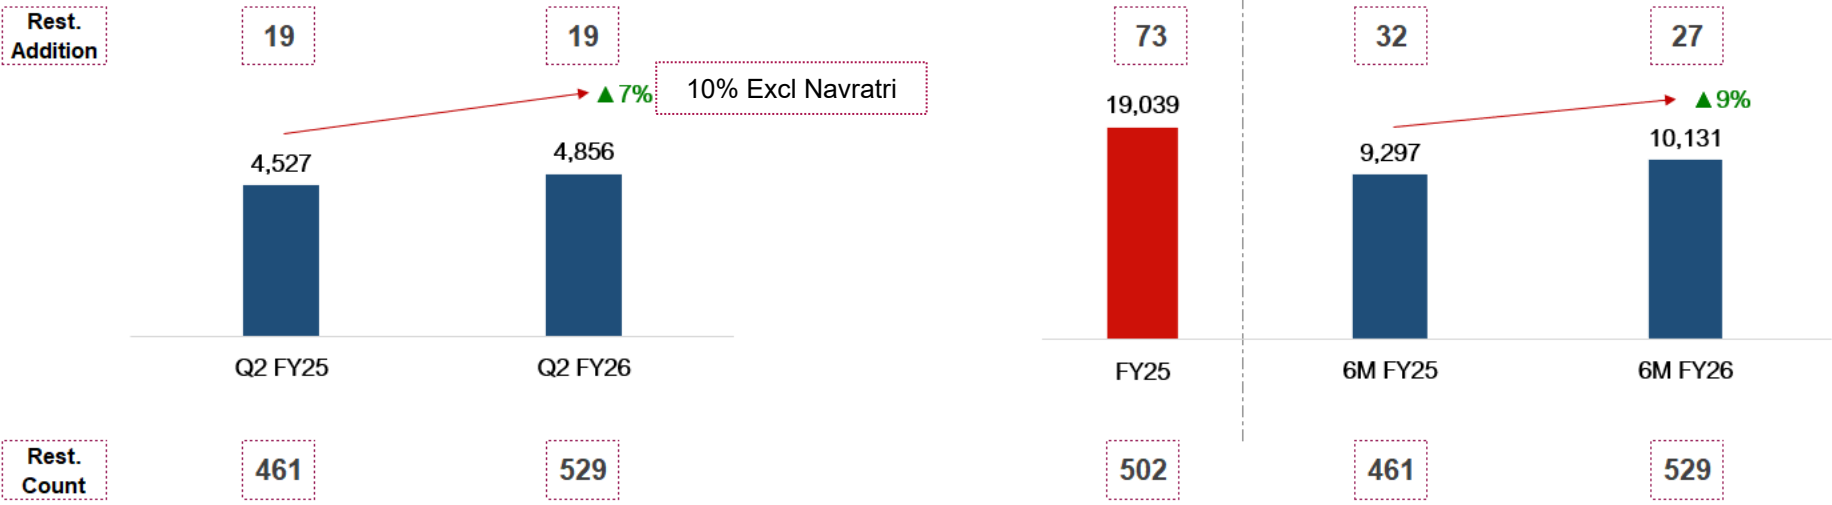 Rest.
Addition
19
19
73
32
27
▲7%
10% Excl Navratri
▲9%
4,527
4,856
19,039
9,297
10,131
Q2 FY25
Q2 FY26
FY25
6M FY25
6M FY26
Rest.
Count
461
529
502
461
529